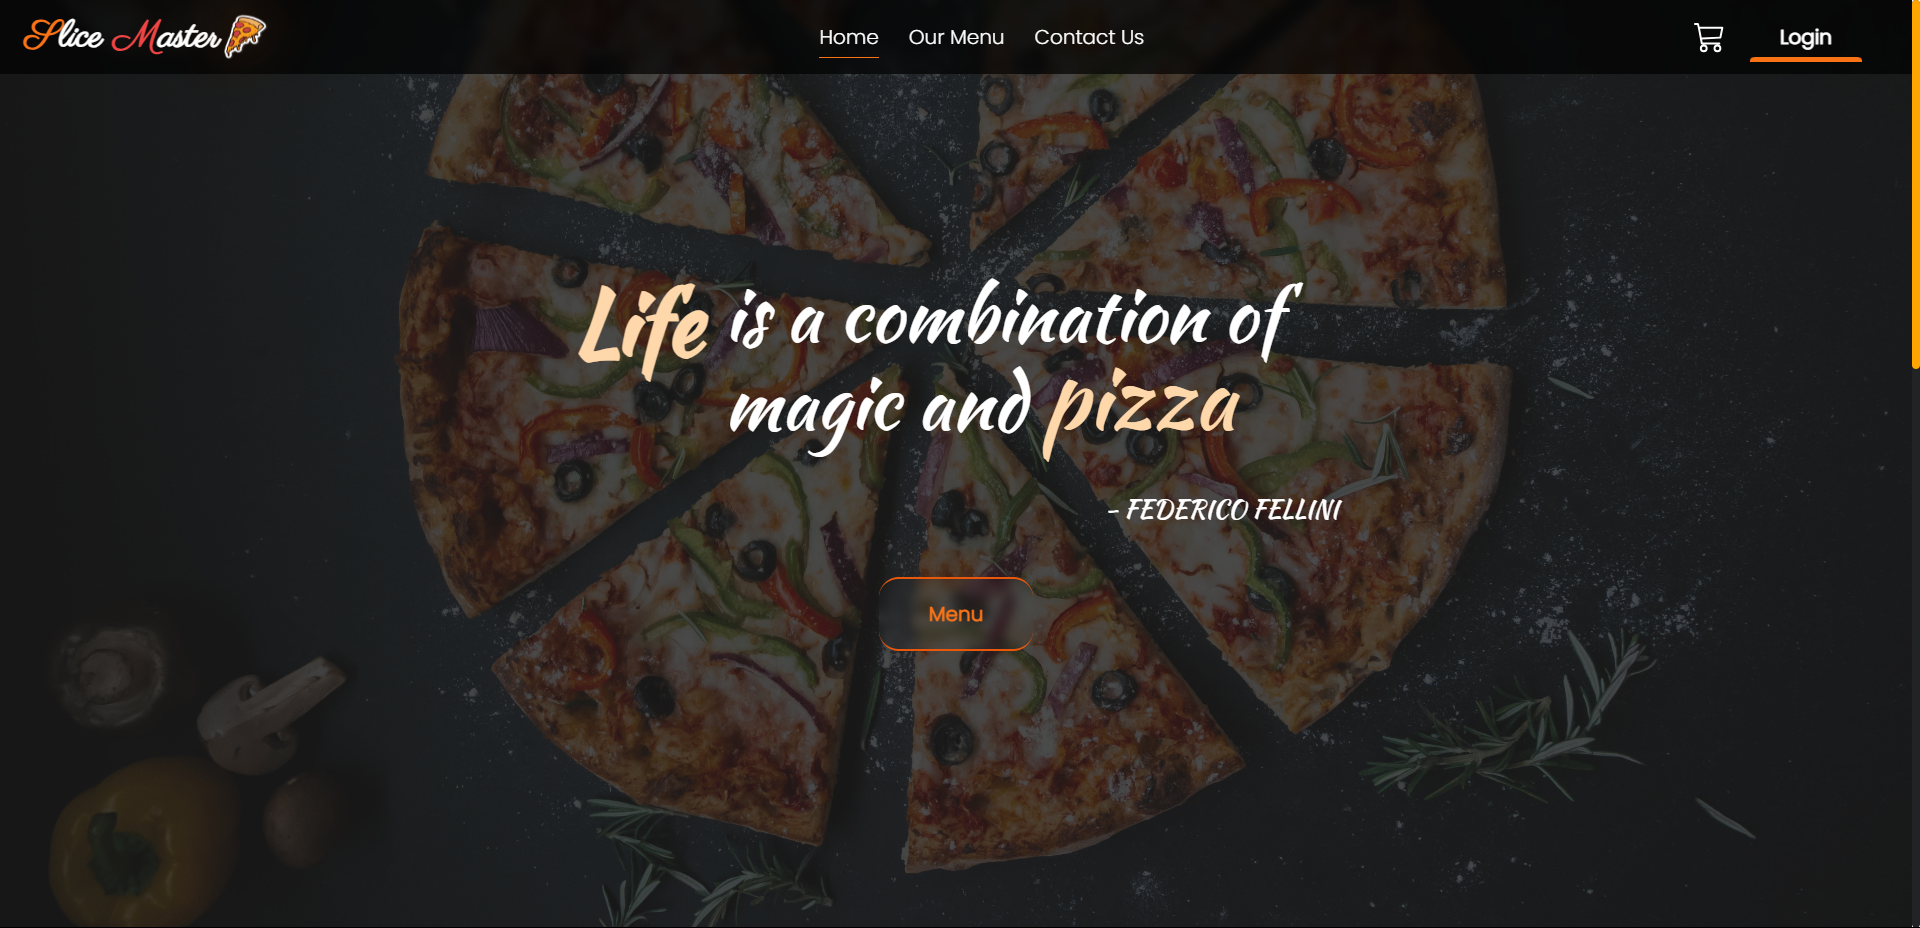 Slice Master
Home
Our Menu
Contact Us
Login
Life is a combination of
magic and pizza
- FEDERICO FELLINI
Menu